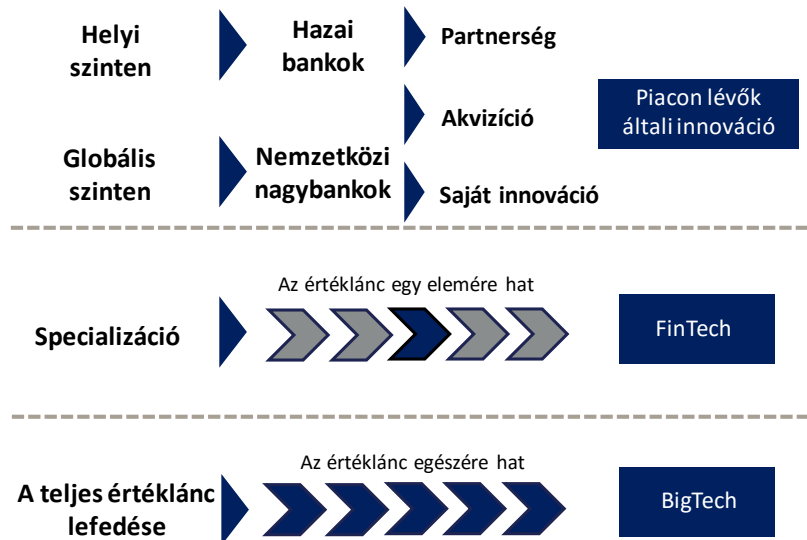 Helyi
szinten
Hazai
bankok
Partnerség
Akvizíció
Piacon lévők
általi innováció
Globális
szinten
Nemzetközi
nagybankok
Saját innováció
Az értéklánc egy elemére hat
Specializáció
FinTech
Az értéklánc egészére hat
A teljes értéklánc
lefedése
BigTech